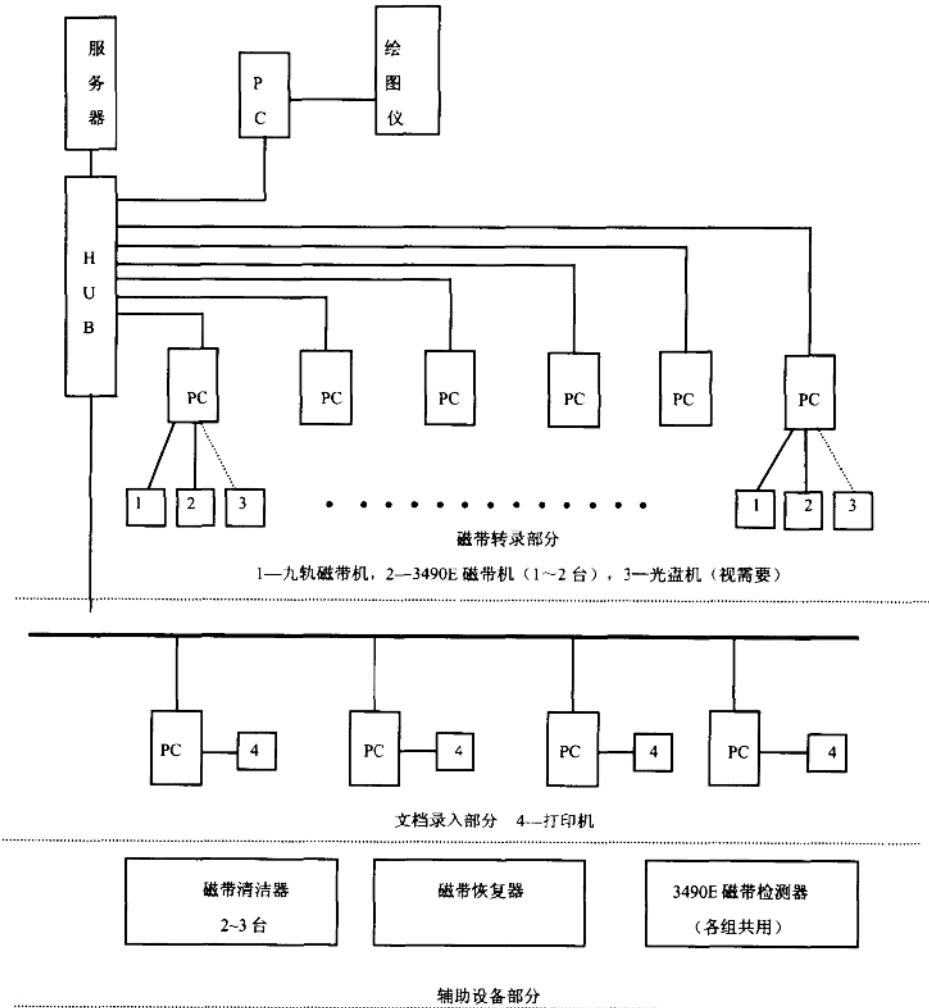 服务器
PC
绘图仪
HUB
PC
PC
PC
PC
PC
PC
1
2
3
1
2
3
磁带转录部分
1—九轨磁带机，2—3490E 磁带机（1～2 台），3—光盘机（视需要）
PC
4
PC
4
PC
4
PC
4
文档录入部分 4—打印机
磁带清洁器
2~3 台
磁带恢复器
3490E 磁带检测器
（各组共用）
辅助设备部分